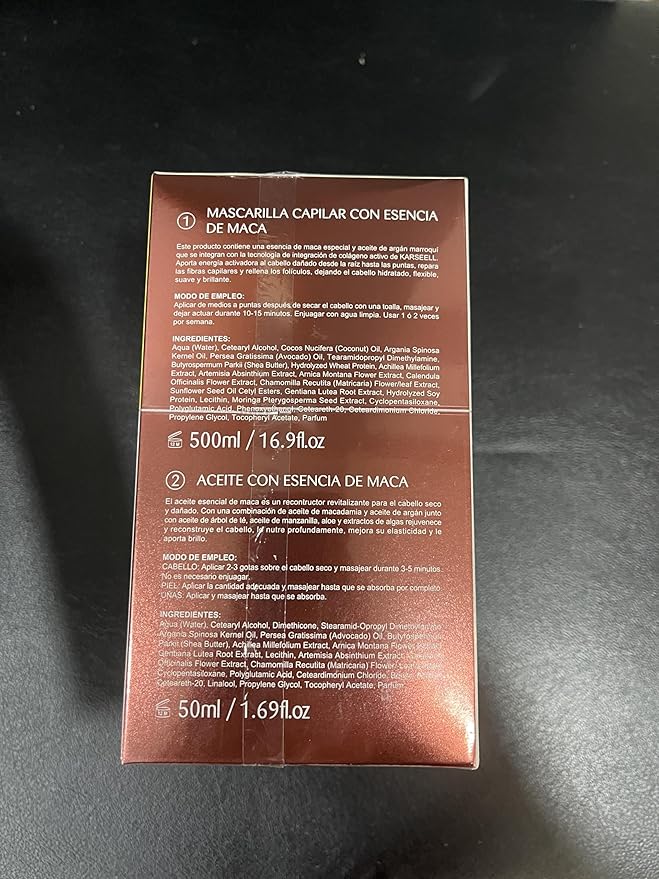 1
MASCARILLA CAPILAR CON ESENCIA
DE MACA
Este producto contiene una esencia de maca especial y aceite de argán marroquí
que se integran con la tecnología de integración de colágeno activo de KARSEELL.
Aporta energía activadora al cabello dañado desde la raíz hasta las puntas, repara
las fibras capilares y rellena los folículos, dejando el cabello hidratado, flexible,
suave y brillante.
MODO DE EMPLEO:
Aplicar de medios a puntas después de secar el cabello con una toalla, masajear y
dejar actuar durante 10-15 minutos. Enjuagar con agua limpia. Usar 1 ó 2 veces
por semana.
INGREDIENTES:
Aqua (Water), Cetearyl Alcohol, Cocos Nucifera (Coconut) Oil, Argania Spinosa
Kernel Oil, Persea Gratissima (Avocado) Oil, Tearamidopropyl Dimethylamine,
Butyrospermum Parkii (Shea Butter), Hydrolyzed Wheat Protein, Achillea Millefolium
Extract, Artemisia Absinthium Extract, Arnica Montana Flower Extract, Calendula
Officinalis Flower Extract, Chamomilla Recutita (Matricaria) Flower/leaf Extract,
Sunflower Seed Oil Cetyl Esters, Gentiana Lutea Root Extract, Hydrolyzed Soy
Protein, Lecithin, Moringa Pterygosperma Seed Extract, Cyclopentasiloxane,
Polyglutamic Acid, Phenoxyethanol, Ceteareth-20, Ceteardimonium Chloride,
Propylene Glycol, Tocopheryl Acetate, Parfum
12 M
500ml / 16.9fl.oz
2
ACEITE CON ESENCIA DE MACA
El aceite esencial de maca es un recontructor revitalizante para el cabello seco
y dañado. Con una combinación de aceite de macadamia y aceite de argán junto
con aceite de árbol de té, aceite de manzanilla, aloe y extractos de algas rejuvenece
y reconstruye el cabello, lo nutre profundamente, mejora su elasticidad y le
aporta brillo.
MODO DE EMPLEO:
CABELLO: Aplicar 2-3 gotas sobre el cabello seco y masajear durante 3-5 minutos.
No es necesario enjuagar.
PIEL: Aplicar la cantidad adecuada y masajear hasta que se absorba por completo
UÑAS: Aplicar y masajear hasta que se absorba.
INGREDIENTES:
Aqua (Water), Cetearyl Alcohol, Dimethicone, Stearamid-Opropyl Dimethylamine
Argania Spinosa Kernel Oil, Persea Gratissima (Advocado) Oil,
Parkei (Shea Butter), Achillea Millefolium Extract, Arnica Montana Flower Extract
Gentiana Lutea Root Extract, Lecithin, Artemisia Absinthium Extract,
Officinalis Flower Extract, Chamomilla Recutita (Matricaria) Flower/
Cyclopentasiloxane, Polyglutamic Acid, Ceteardimonium Chloride,
Ceteareth-20, Linalool, Propylene Glycol, Tocopheryl Acetate, Parfum
12 M
50ml / 1.69fl.oz